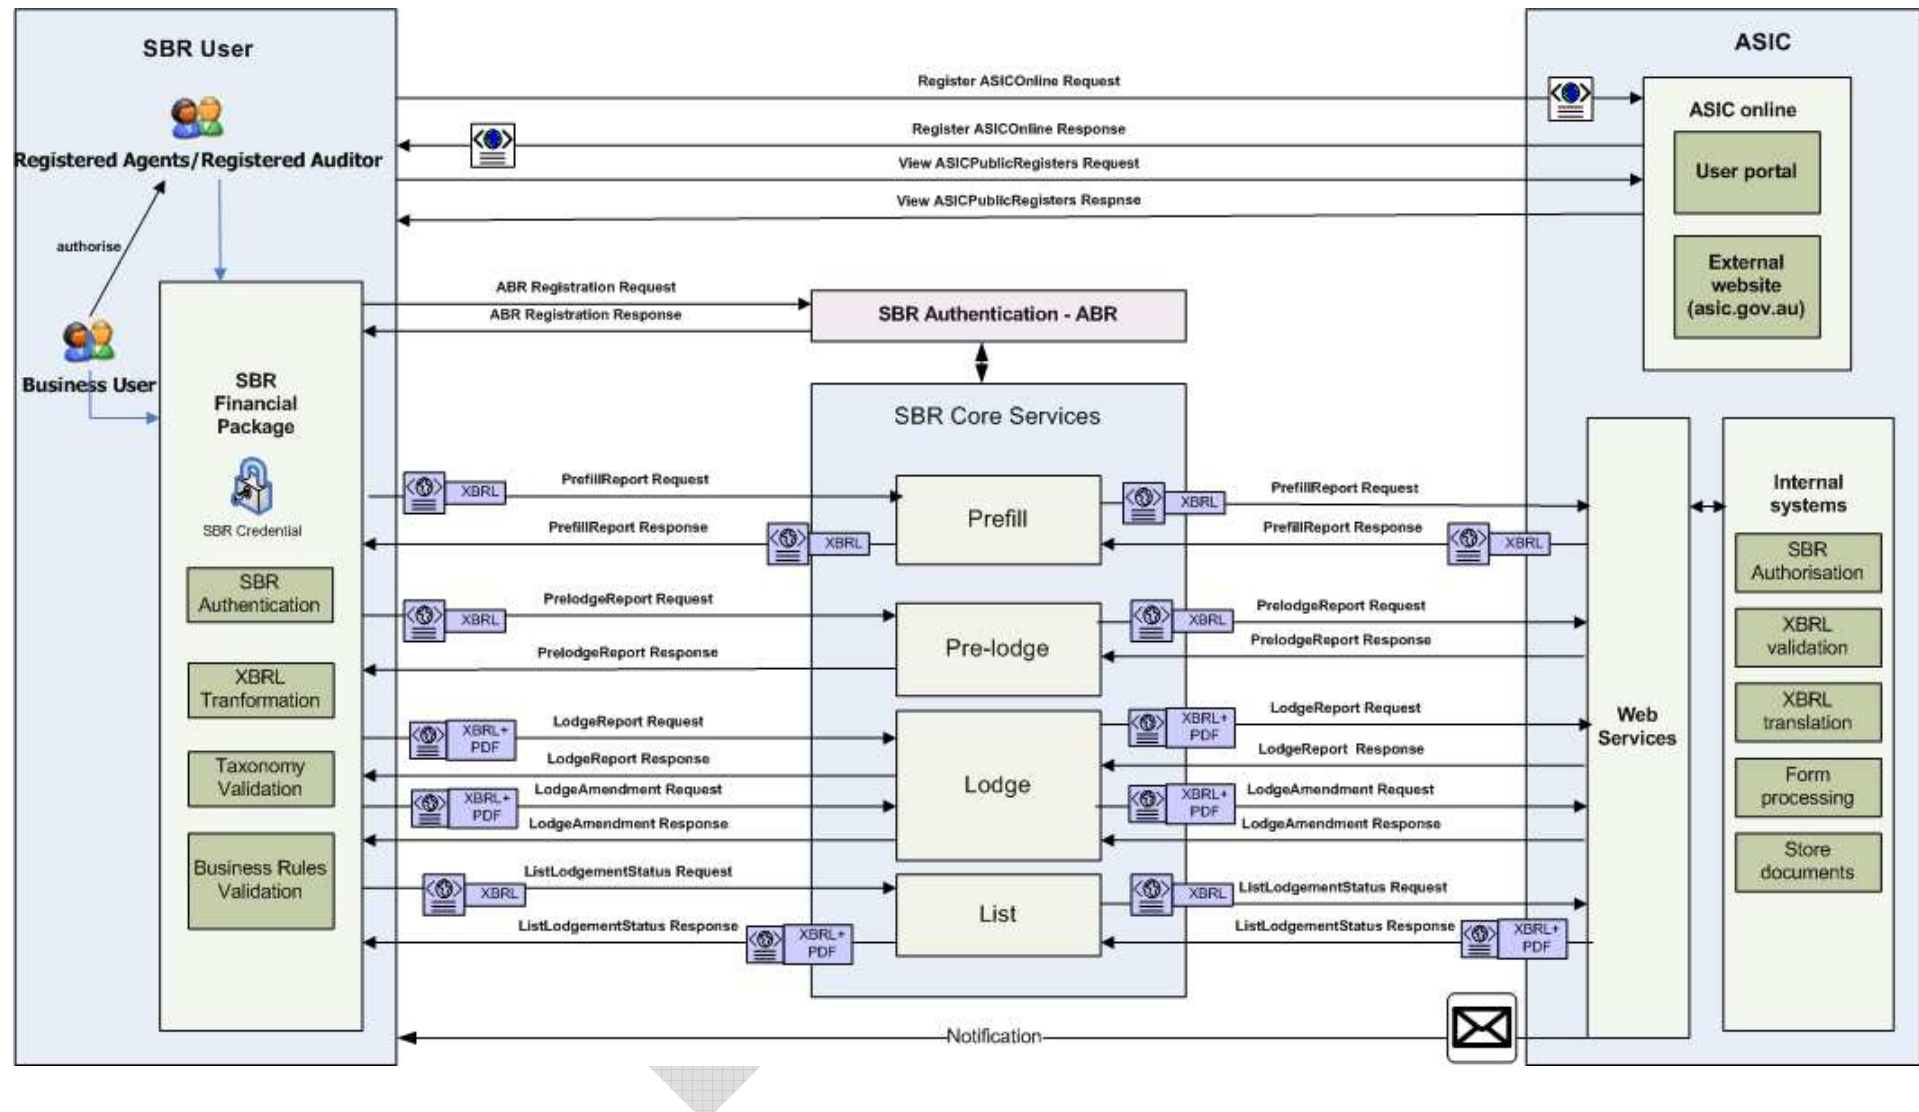 SBR User
Registered Agents/Registered Auditor
authorise
Business User
SBR
Financial
Package
SBR Credential
SBR
Authentication
XBRL
Tranformation
Taxonomy
Validation
Business Rules
Validation
Register ASICOnline Request
Register ASICOnline Response
View ASICPublicRegisters Request
View ASICPublicRegisters Respnse
ABR Registration Request
ABR Registration Response
SBR Authentication - ABR
SBR Core Services
XBRL
PrefillReport Request
PrefillReport Response
XBRL
Prefill
XBRL
PrefillReport Request
PrefillReport Response
XBRL
XBRL
PrelodgeReport Request
PrelodgeReport Response
Pre-lodge
XBRL
PrelodgeReport Request
PrelodgeReport Response
XBRL+
PDF
LodgeReport Request
LodgeReport Response
XBRL+
PDF
LodgeAmendment Request
LodgeAmendment Response
Lodge
XBRL+
PDF
LodgeReport Request
LodgeReport Response
XBRL+
PDF
LodgeAmendment Request
LodgeAmendment Response
XBRL
ListLodgementStatus Request
ListLodgementStatus Response
XBRL+
PDF
List
XBRL
ListLodgementStatus Request
ListLodgementStatus Response
XBRL+
PDF
Notification
ASIC
ASIC online
User portal
External
website
(asic.gov.au)
Web
Services
Internal
systems
SBR
Authorisation
XBRL
validation
XBRL
translation
Form
processing
Store
documents